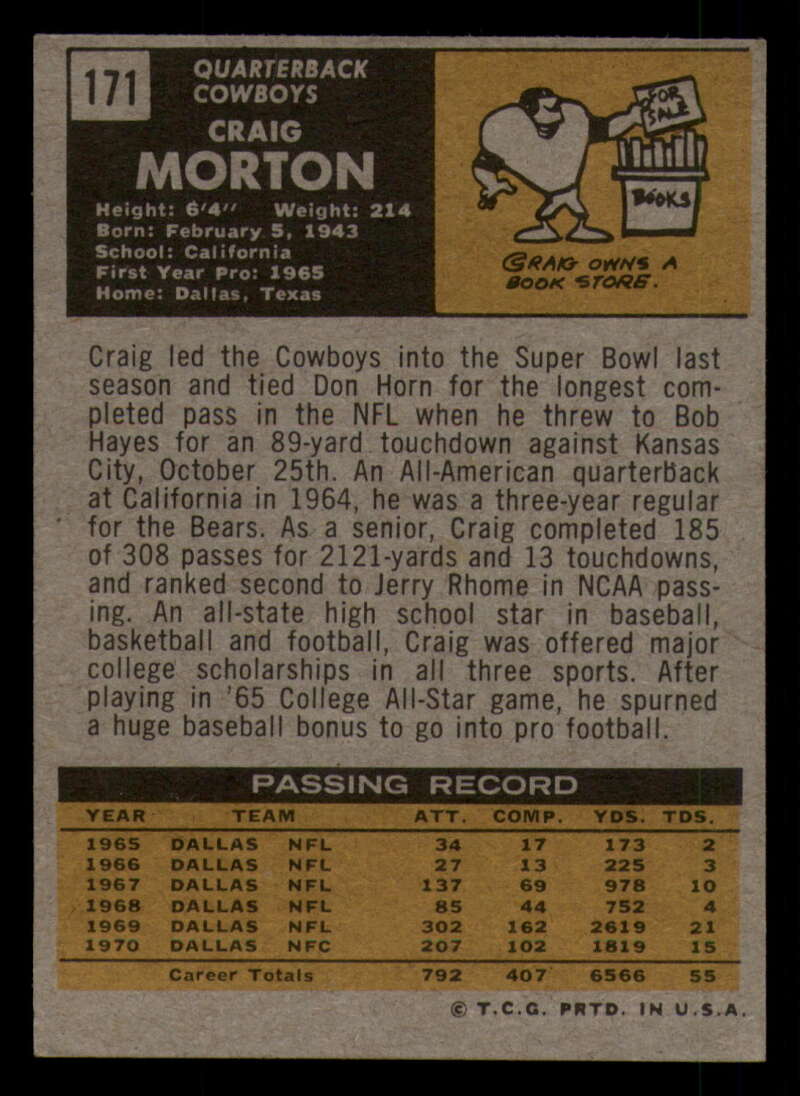 171
QUARTERBACK
COWBOYS
CRAIG
MORTON
Height: 6'4" Weight: 214
Born: February 5, 1943
School: California
First Year Pro: 1965
Home: Dallas, Texas
FOR
SALE
BOOKS
CRAIG OWNS A
BOOK STORE.
Craig led the Cowboys into the Super Bowl last
season and tied Don Horn for the longest com-
pleted pass in the NFL when he threw to Bob
Hayes for an 89-yard touchdown against Kansas
City, October 25th. An All-American quarterback
at California in 1964, he was a three-year regular
for the Bears. As a senior, Craig completed 185
of 308 passes for 2121-yards and 13 touchdowns,
and ranked second to Jerry Rhome in NCAA pass-
ing. An all-state high school star in baseball,
basketball and football, Craig was offered major
college scholarships in all three sports. After
playing in '65 College All-Star game, he spurned
a huge baseball bonus to go into pro football.
PASSING RECORD
YEAR TEAM ATT. COMP. YDS. TDS.
1965 DALLAS NFL 34 17 173 2
1966 DALLAS NFL 27 13 225 3
1967 DALLAS NFL 137 69 978 10
1968 DALLAS NFL 85 44 752 4
1969 DALLAS NFL 302 162 2619 21
1970 DALLAS NFC 207 102 1819 15
Career Totals 792 407 6566 55
© T.C.G. PRTD. IN U.S.A.